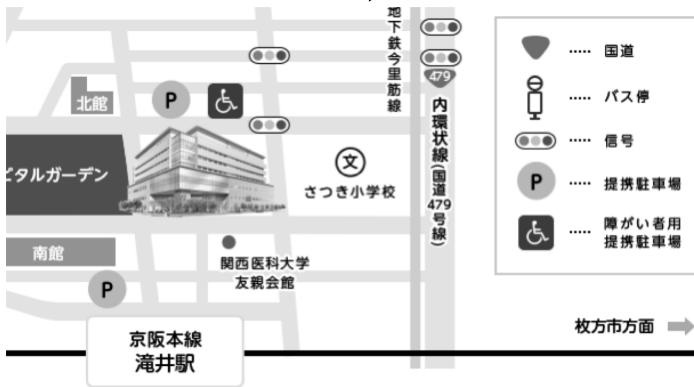 地下鉄今里筋線
479
内環状線(国道479号線)
北館
P
ピタルガーデン
文
さつき小学校
南館
関西医科大学
友親会館
P
京阪本線
滝井駅
..... 国道
..... バス停
..... 信号
P ..... 提携駐車場
..... 障がい者用
提携駐車場
枚方市方面